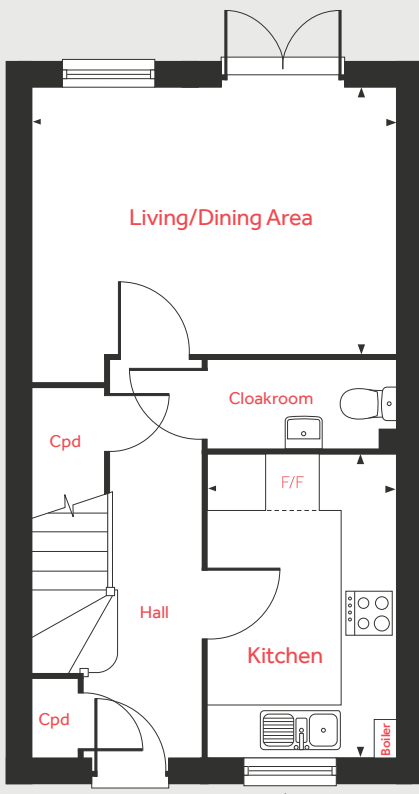 Living/Dining Area
Cloakroom
Cpd
F/F
Hall
Kitchen
Cpd
Boiler